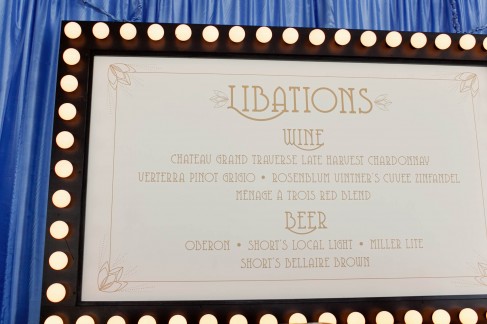 LIBATIONS
WINE
CHATEAU GRAND TRAVERSE LATE HARVEST CHARDONNAY
VERTERRA PINOT GRIGIO • ROSENBLUM VINTNER'S CUVEE ZINFANDEL
MÉNAGE À TROIS RED BLEND
BEER
OBERON • SHORT'S LOCAL LIGHT • MILLER LITE
SHORT'S BELLAIRE BROWN